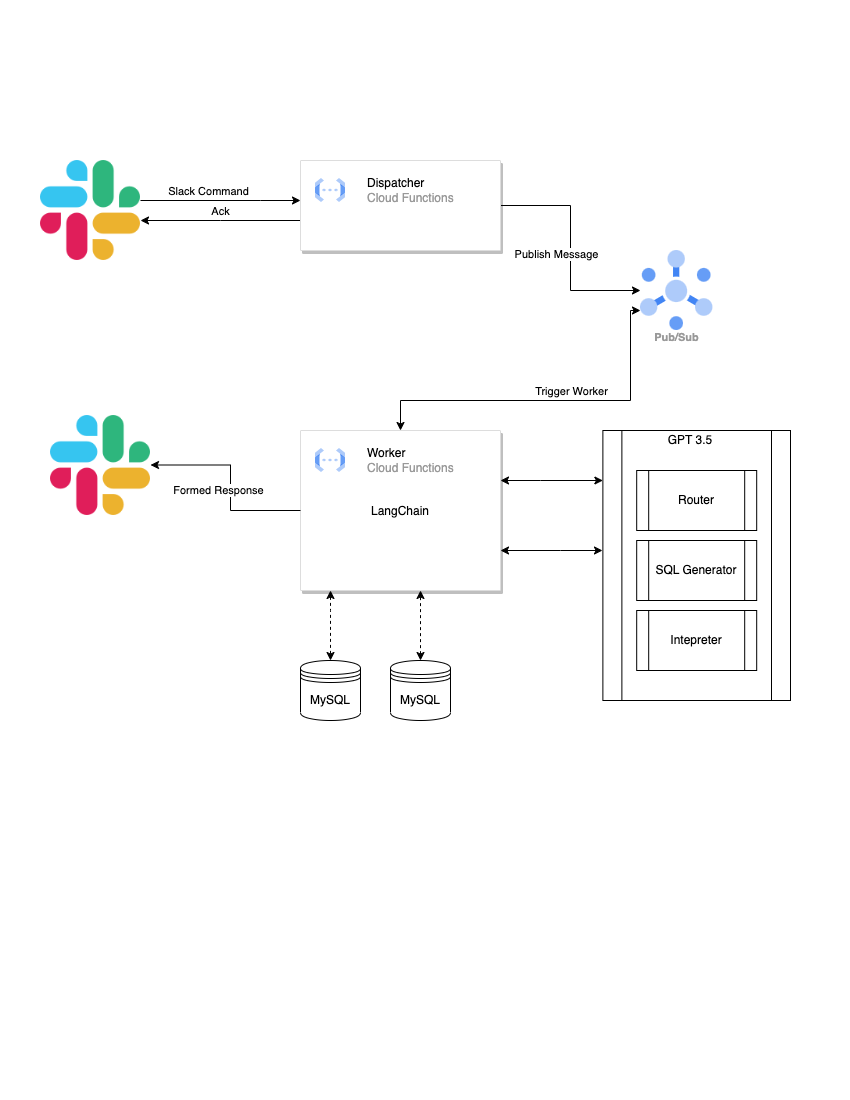 Slack Command
Ack
Dispatcher
Cloud Functions
Publish Message
Pub/Sub
Trigger Worker
Worker
Cloud Functions
LangChain
Formed Response
GPT 3.5
Router
SQL Generator
Intepreter
MySQL
MySQL